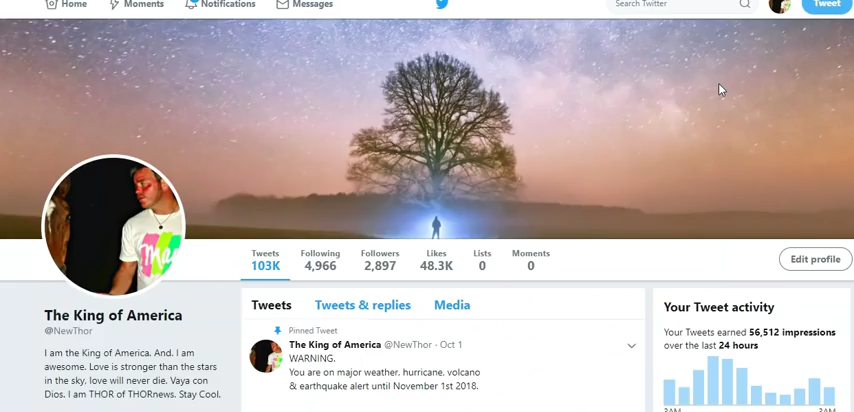 Home Moments Notifications Messages Search Twitter Tweet
Tweets Following Followers Likes Lists Moments
103K 4,966 2,897 48.3K 0 0
Edit profile
The King of America
@NewThor
I am the King of America. And. I am
awesome. Love is stronger than the stars
in the sky, love will never die. Vaya con
Dios. I am THOR of THORnews. Stay Cool.
Tweets Tweets & replies Media
Pinned Tweet
The King of America @NewThor · Oct 1
WARNING.
You are on major weather, hurricane, volcano
& earthquake alert until November 1st 2018.
Your Tweet activity
Your Tweets earned 56,512 impressions
over the last 24 hours